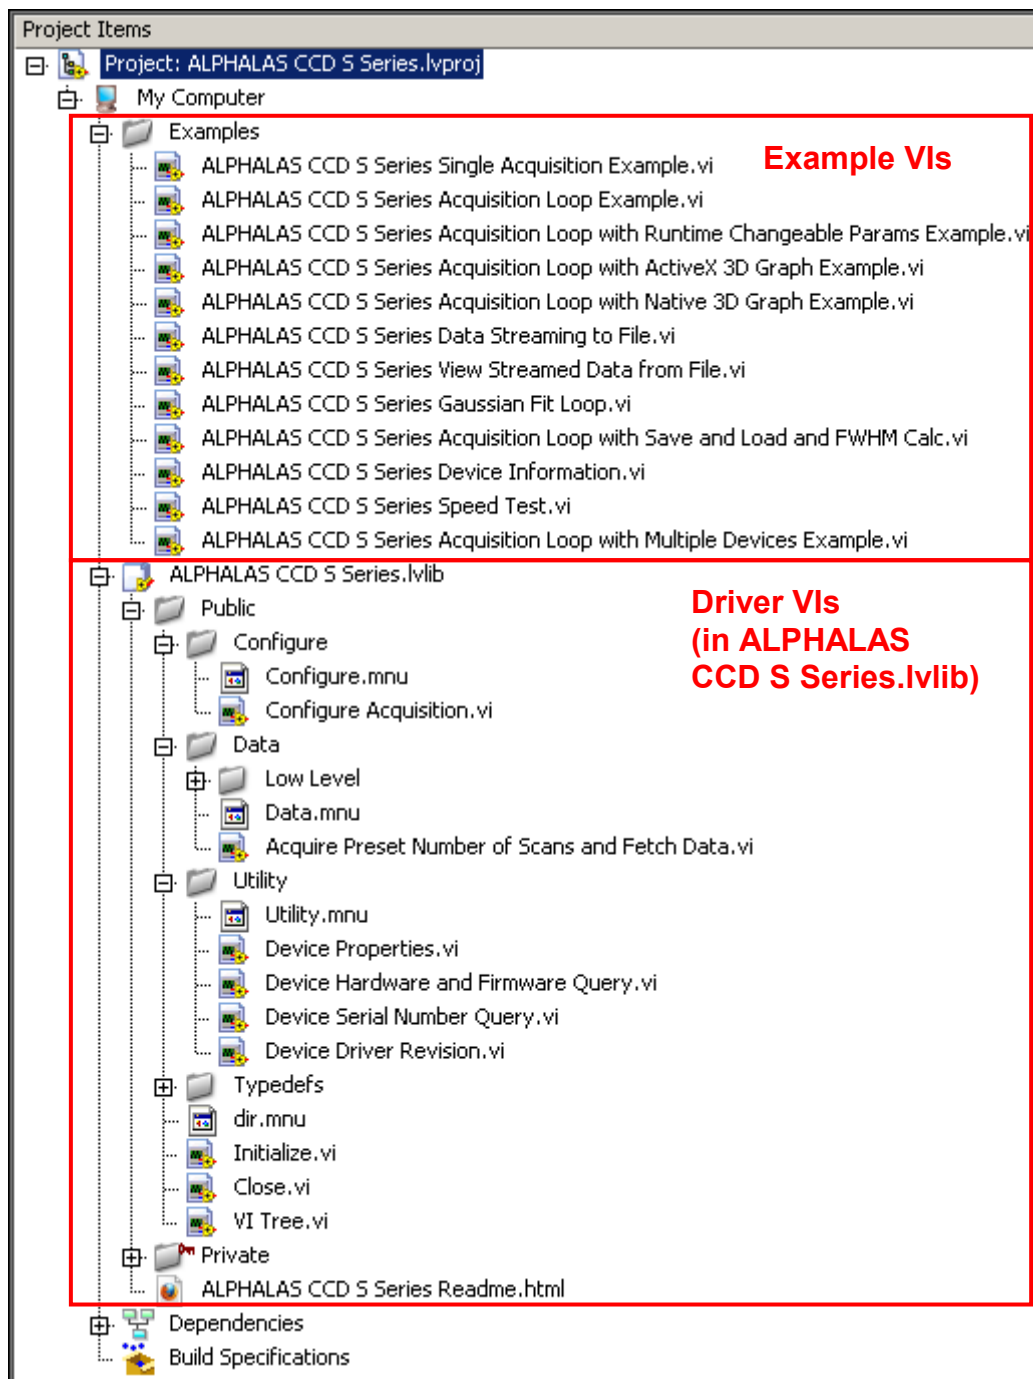 Project Items
Project: ALPHALAS CCD S Series.lvproj
My Computer
Examples
Example VIs
ALPHALAS CCD S Series Single Acquisition Example.vi
ALPHALAS CCD S Series Acquisition Loop Example.vi
ALPHALAS CCD S Series Acquisition Loop with Runtime Changeable Params Example.vi
ALPHALAS CCD S Series Acquisition Loop with ActiveX 3D Graph Example.vi
ALPHALAS CCD S Series Acquisition Loop with Native 3D Graph Example.vi
ALPHALAS CCD S Series Data Streaming to File.vi
ALPHALAS CCD S Series View Streamed Data from File.vi
ALPHALAS CCD S Series Gaussian Fit Loop.vi
ALPHALAS CCD S Series Acquisition Loop with Save and Load and FWHM Calc.vi
ALPHALAS CCD S Series Device Information.vi
ALPHALAS CCD S Series Speed Test.vi
ALPHALAS CCD S Series Acquisition Loop with Multiple Devices Example.vi
ALPHALAS CCD S Series.lvlib
Driver VIs
(in ALPHALAS
CCD S Series.lvlib)
Public
Configure
Configure.mnu
Configure Acquisition.vi
Data
Low Level
Data.mnu
Acquire Preset Number of Scans and Fetch Data.vi
Utility
Utility.mnu
Device Properties.vi
Device Hardware and Firmware Query.vi
Device Serial Number Query.vi
Device Driver Revision.vi
Typedefs
dir.mnu
Initialize.vi
Close.vi
VI Tree.vi
Private
ALPHALAS CCD S Series Readme.html
Dependencies
Build Specifications